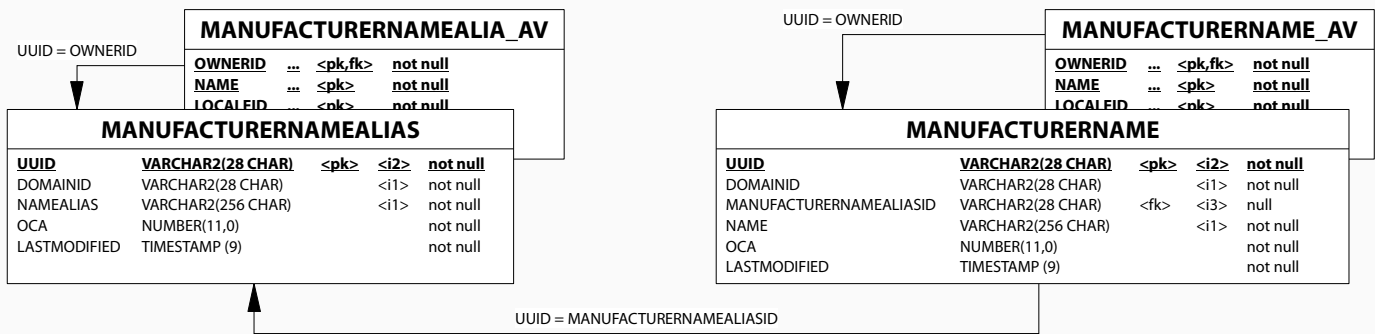 UUID = OWNERID
MANUFACTURERNAMEALIA_AV
OWNERID ... <pk,fk> not null
NAME ... <pk> not null
LOCALEID ... <pk> not null
MANUFACTURERNAMEALIAS
UUID VARCHAR2(28 CHAR) <pk> <i2> not null
DOMAINID VARCHAR2(28 CHAR) <i1> not null
NAMEALIAS VARCHAR2(256 CHAR) <i1> not null
OCA NUMBER(11,0) not null
LASTMODIFIED TIMESTAMP (9) not null
UUID = OWNERID
MANUFACTURERNAME_AV
OWNERID ... <pk,fk> not null
NAME ... <pk> not null
LOCALEID ... <pk> not null
MANUFACTURERNAME
UUID VARCHAR2(28 CHAR) <pk> <i2> not null
DOMAINID VARCHAR2(28 CHAR) <i1> not null
MANUFACTURERNAMEALIASID VARCHAR2(28 CHAR) <fk> <i3> null
NAME VARCHAR2(256 CHAR) <i1> not null
OCA NUMBER(11,0) not null
LASTMODIFIED TIMESTAMP (9) not null
UUID = MANUFACTURERNAMEALIASID